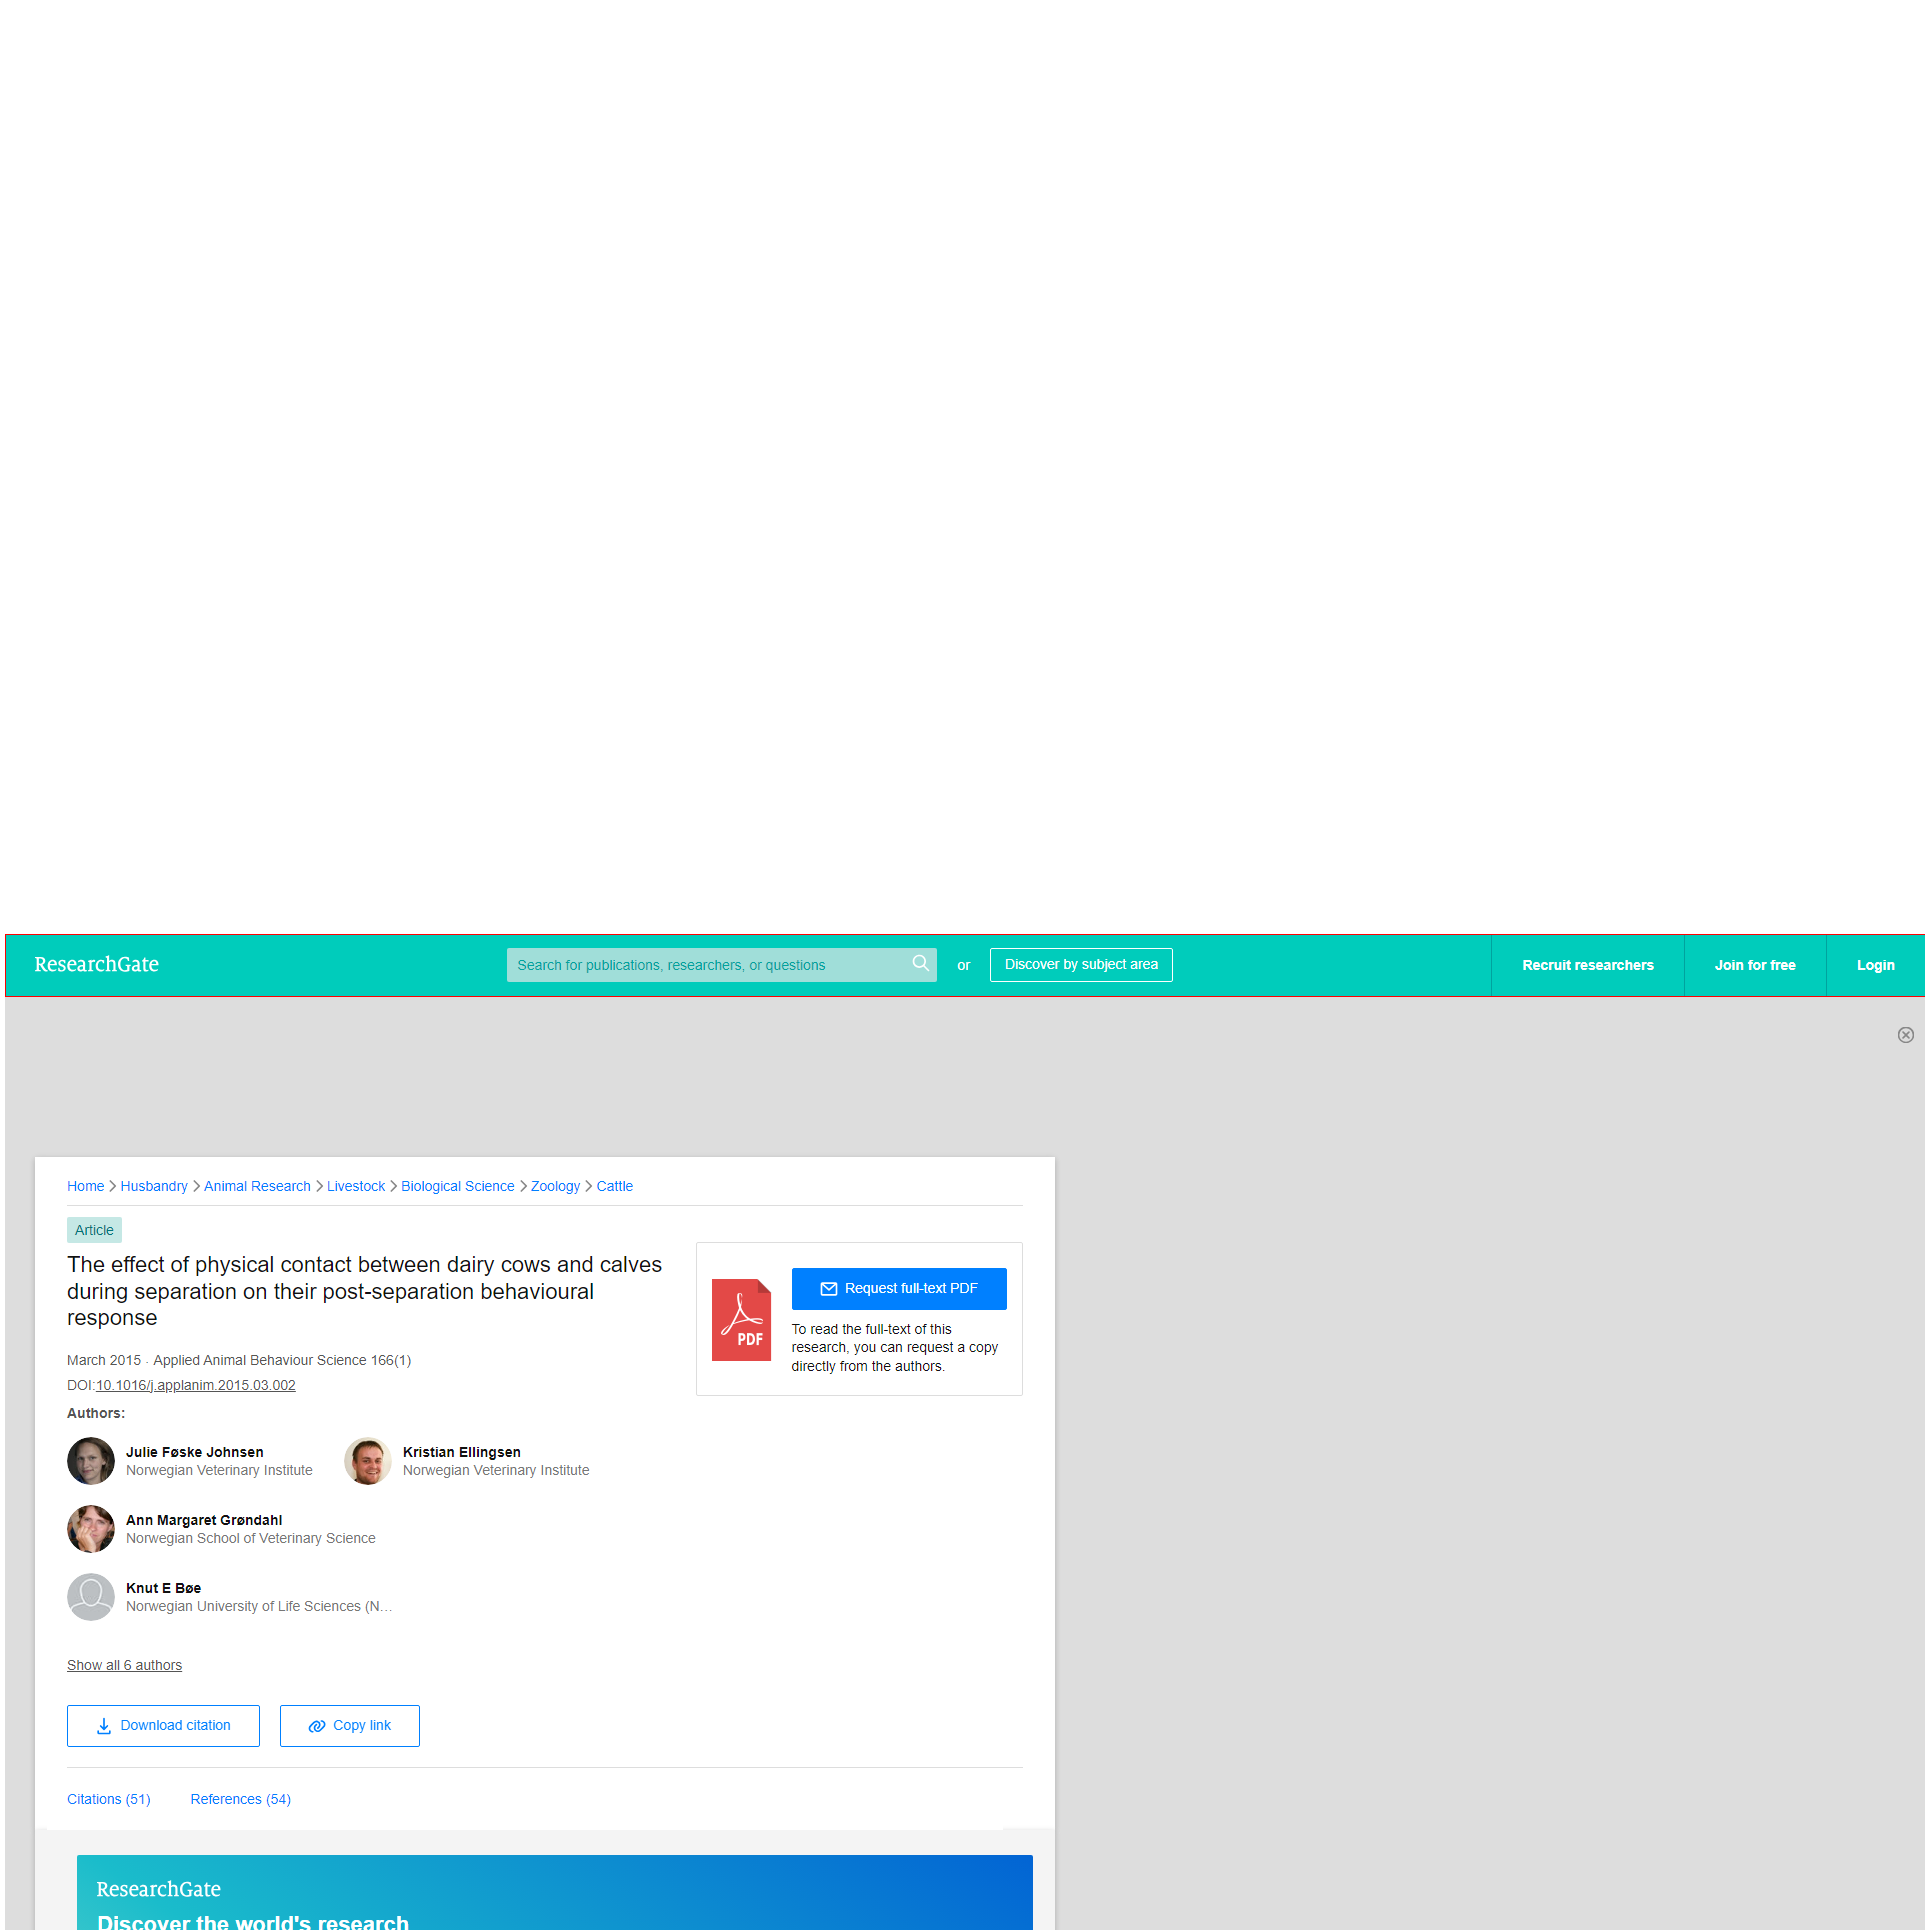 ResearchGate
Search for publications, researchers, or questions
or
Discover by subject area
Recruit researchers
Join for free
Login
Home > Husbandry > Animal Research > Livestock > Biological Science > Zoology > Cattle
Article
The effect of physical contact between dairy cows and calves
during separation on their post-separation behavioural
response
PDF
Request full-text PDF
To read the full-text of this
research, you can request a copy
directly from the authors.
March 2015 · Applied Animal Behaviour Science 166(1)
DOI:10.1016/j.applanim.2015.03.002
Authors:
Julie Føske Johnsen
Norwegian Veterinary Institute
Kristian Ellingsen
Norwegian Veterinary Institute
Ann Margaret Grøndahl
Norwegian School of Veterinary Science
Knut E Bøe
Norwegian University of Life Sciences (N…
Show all 6 authors
Download citation
Copy link
Citations (51)
References (54)
ResearchGate
Discover the world's research